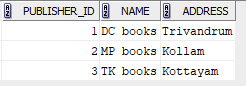 PUBLISHER_ID NAME ADDRESS
1 DC books Trivandrum
2 MP books Kollam
3 TK books Kottayam